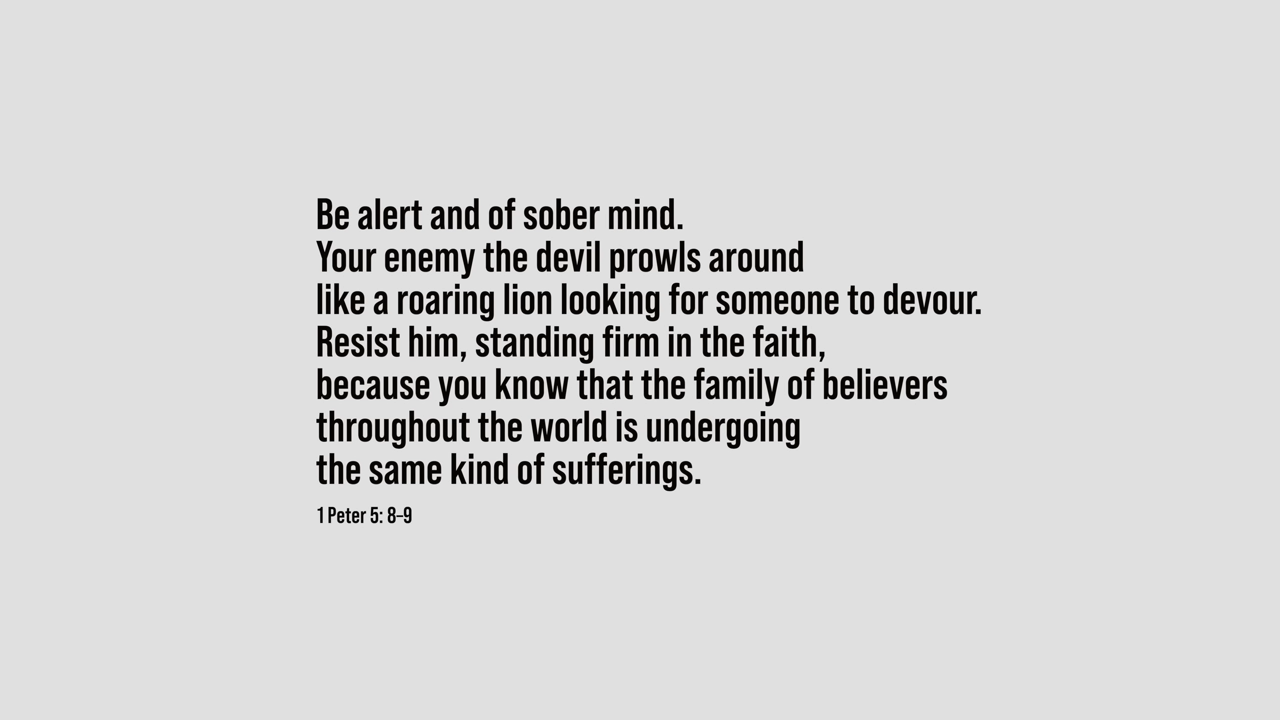 Be alert and of sober mind.
Your enemy the devil prowls around
like a roaring lion looking for someone to devour.
Resist him, standing firm in the faith,
because you know that the family of believers
throughout the world is undergoing
the same kind of sufferings.
1 Peter 5: 8–9